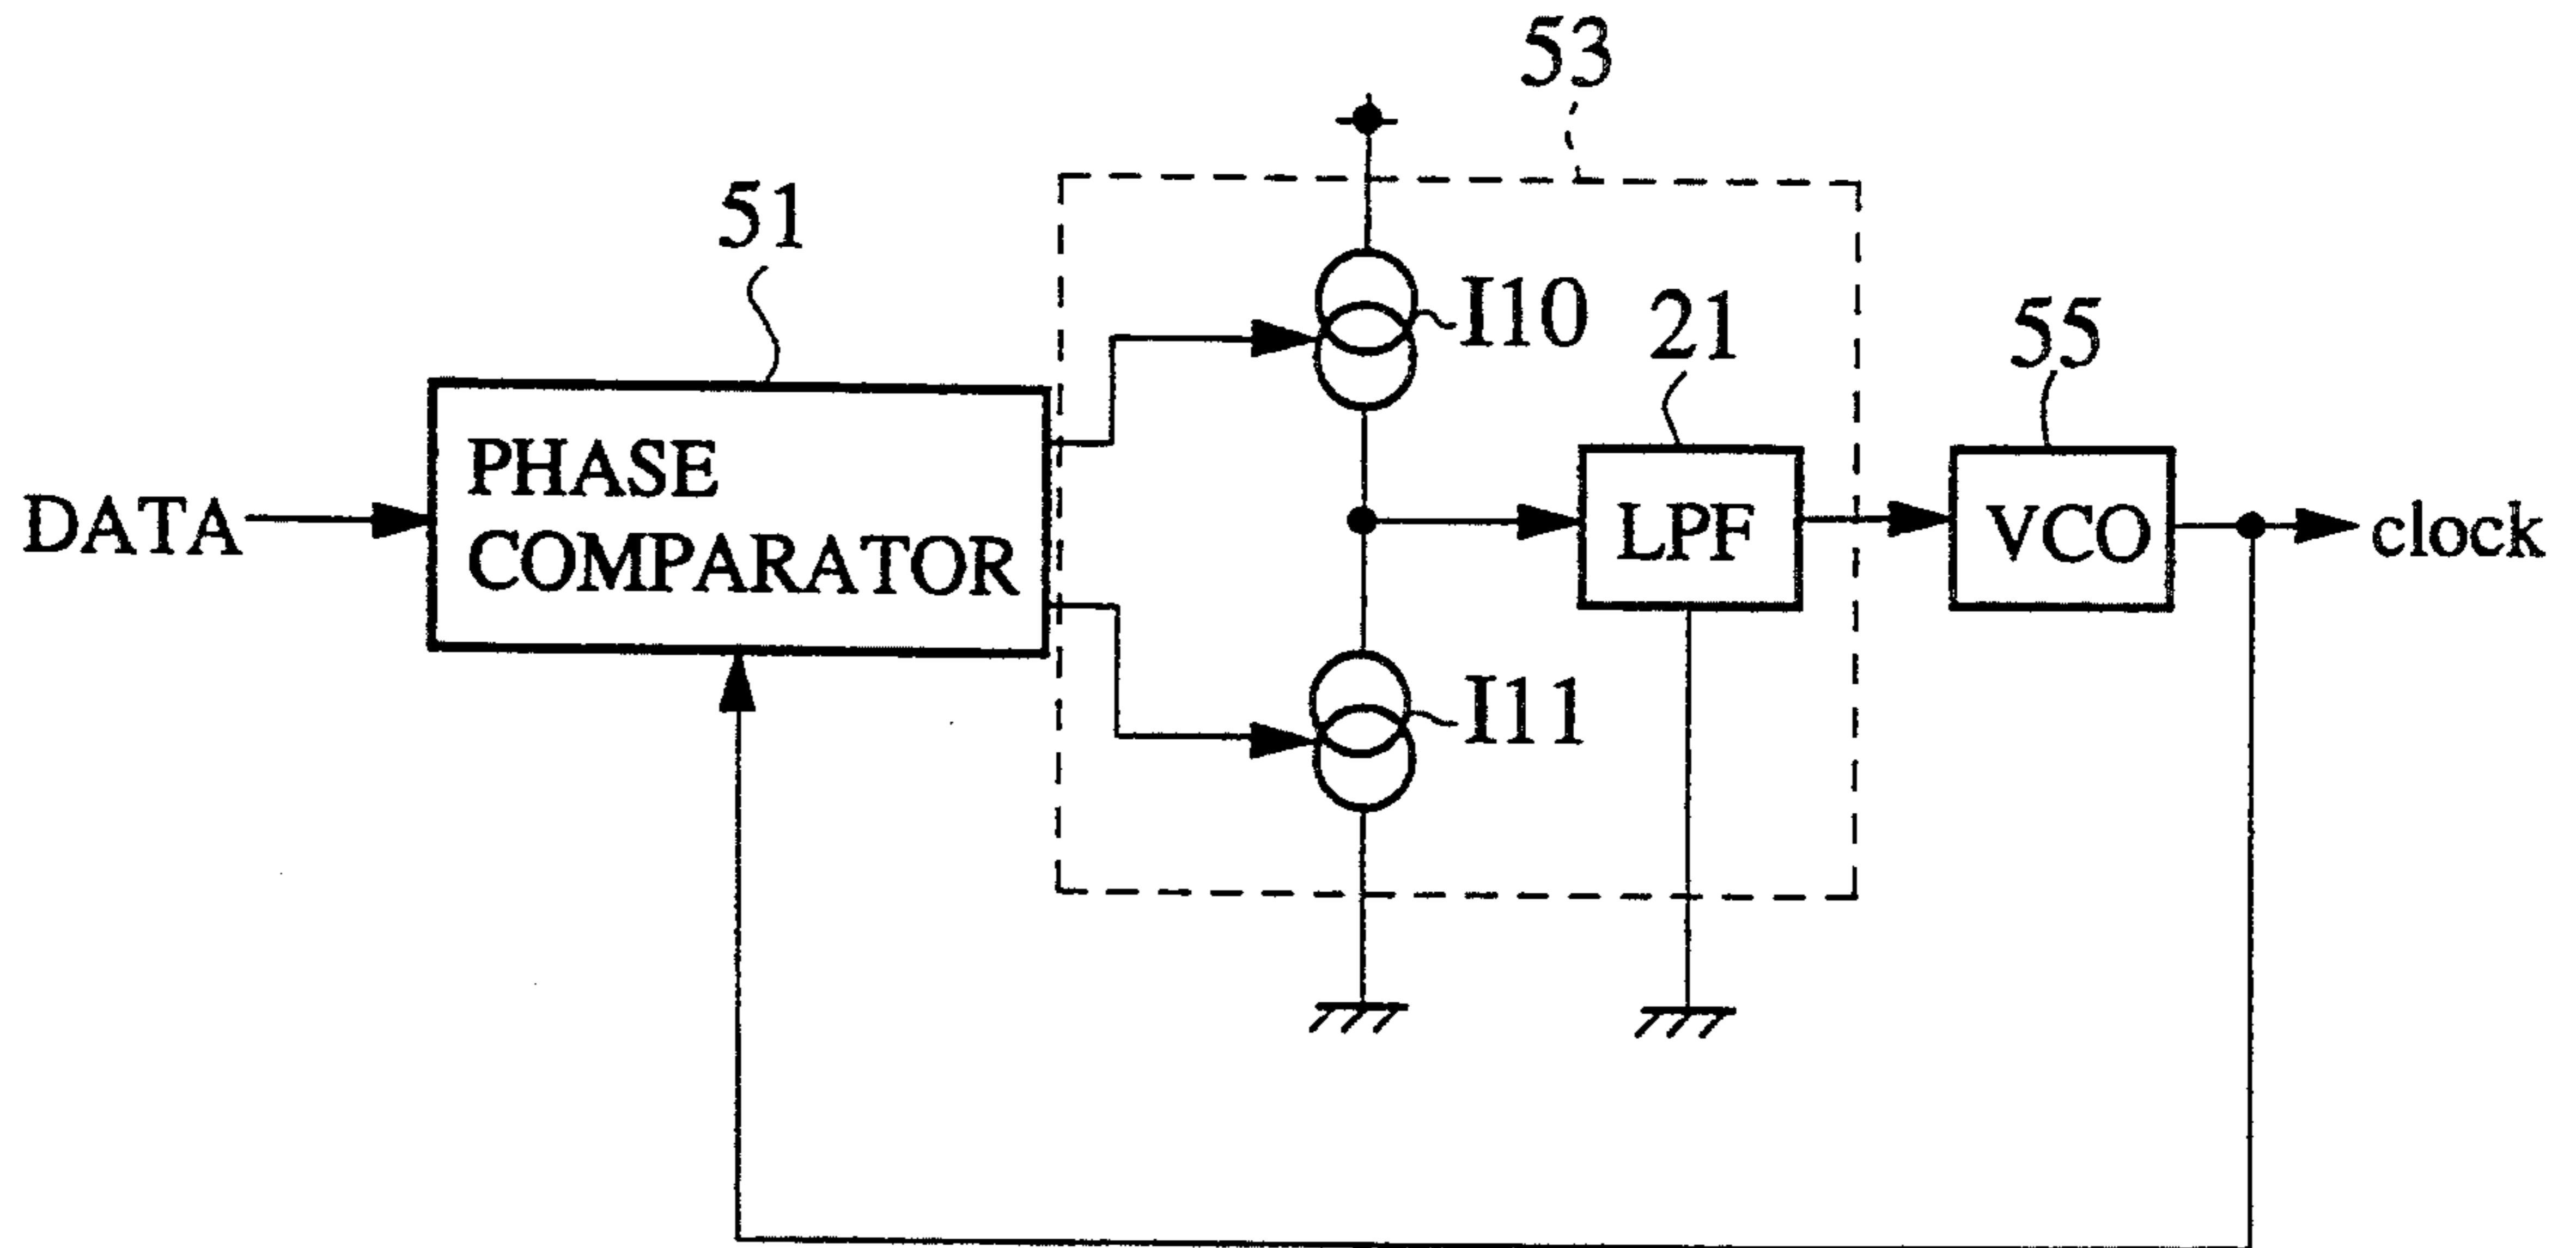 53
51
I10
21
55
PHASE
COMPARATOR
DATA
LPF
VCO
clock
I11